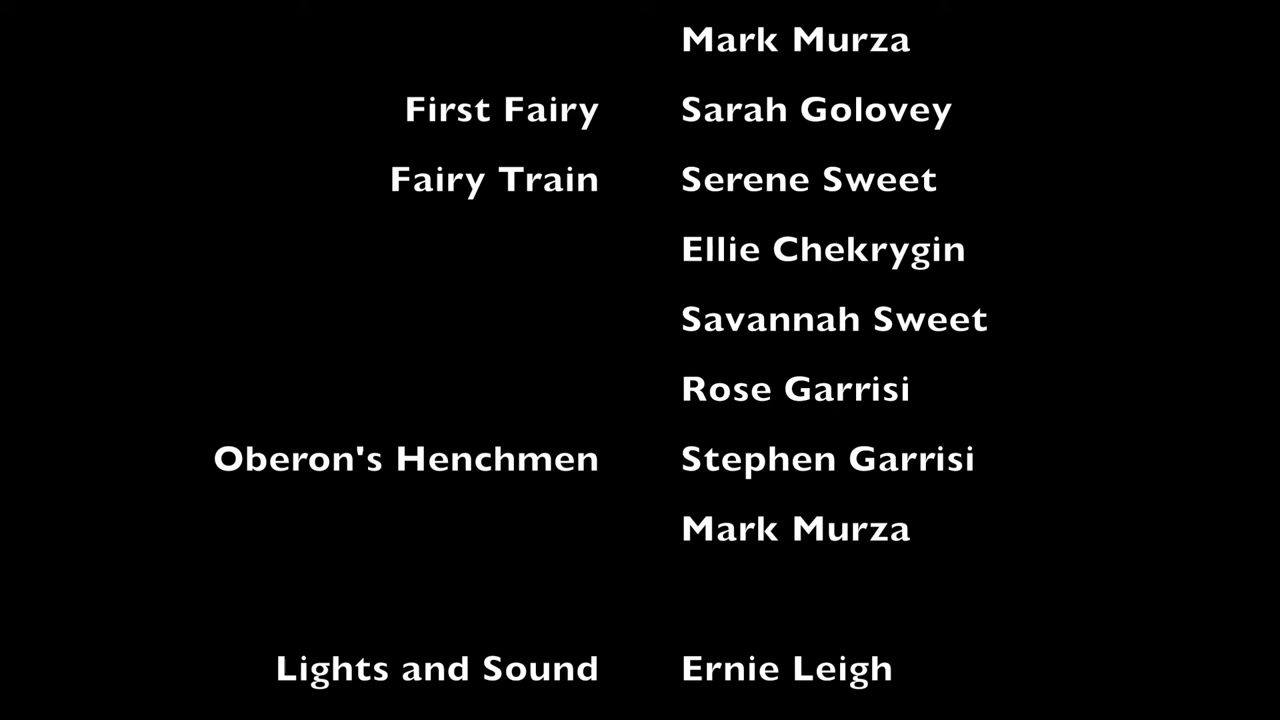 Mark Murza
First Fairy Sarah Golovey
Fairy Train Serene Sweet
Ellie Chekrygin
Savannah Sweet
Rose Garrisi
Oberon's Henchmen Stephen Garrisi
Mark Murza
Lights and Sound Ernie Leigh